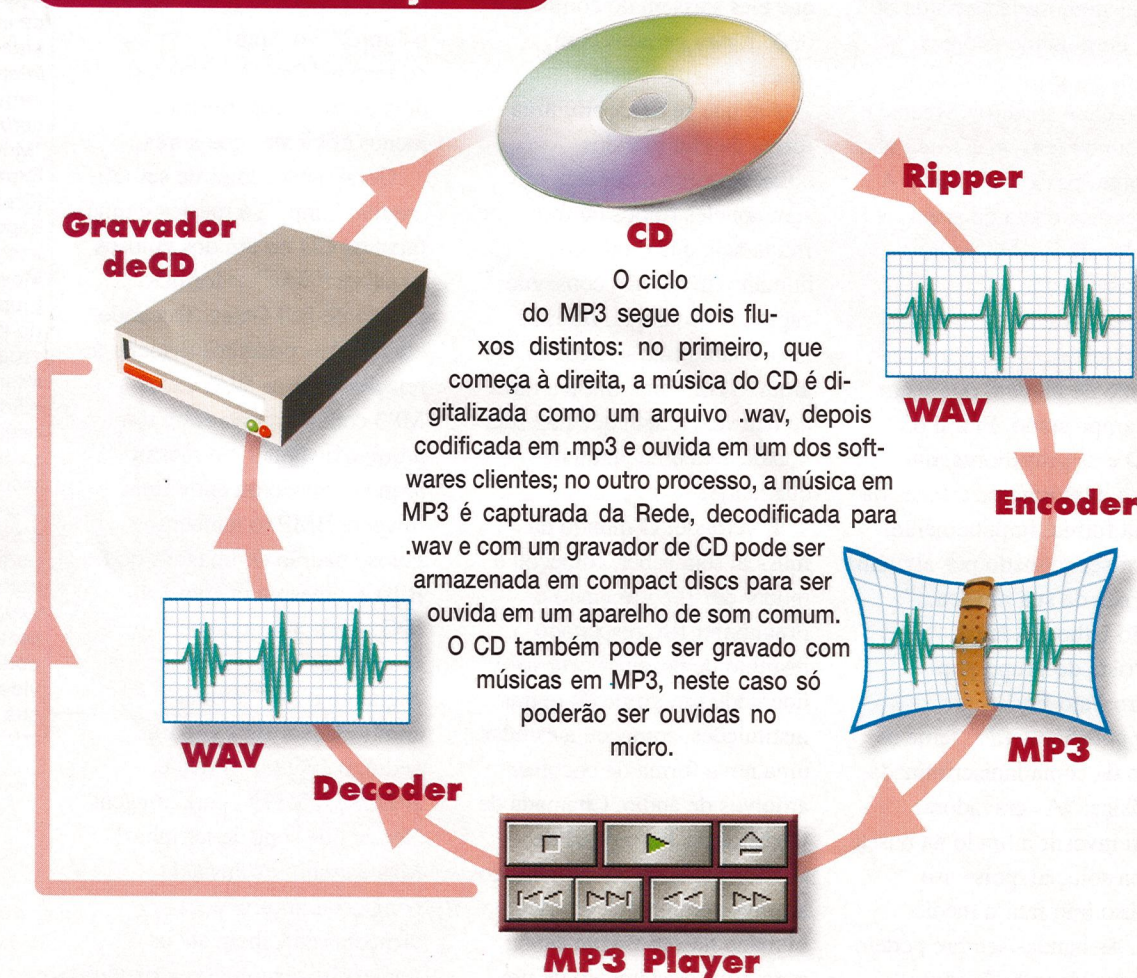 CD
Ripper
Gravador
deCD
WAV
Encoder
MP3
O ciclo
do MP3 segue dois flu-
xos distintos: no primeiro, que
começa à direita, a música do CD é di-
gitalizada como um arquivo .wav, depois
codificada em .mp3 e ouvida em um dos soft-
wares clientes; no outro processo, a música em
MP3 é capturada da Rede, decodificada para
.wav e com um gravador de CD pode ser
armazenada em compact discs para ser
ouvida em um aparelho de som comum.
O CD também pode ser gravado com
músicas em MP3, neste caso só
poderão ser ouvidas no
micro.
WAV
Decoder
MP3 Player